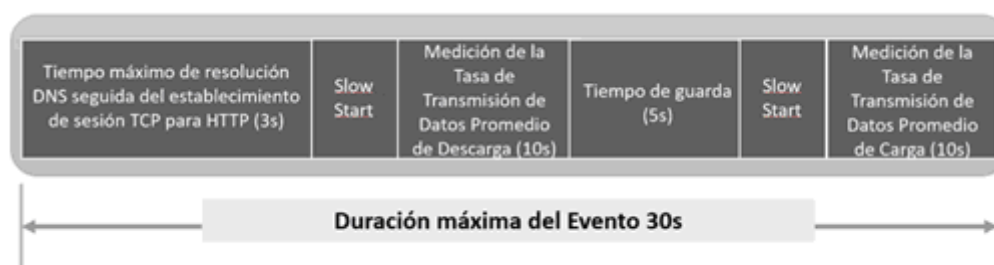 Tiempo máximo de resolución
DNS seguida del establecimiento
de sesión TCP para HTTP (3s)
Slow
Start
Medición de la
Tasa de
Transmisión de
Datos Promedio
de Descarga (10s)
Tiempo de guarda
(5s)
Slow
Start
Medición de la
Tasa de
Transmisión de
Datos Promedio
de Carga (10s)
Duración máxima del Evento 30s